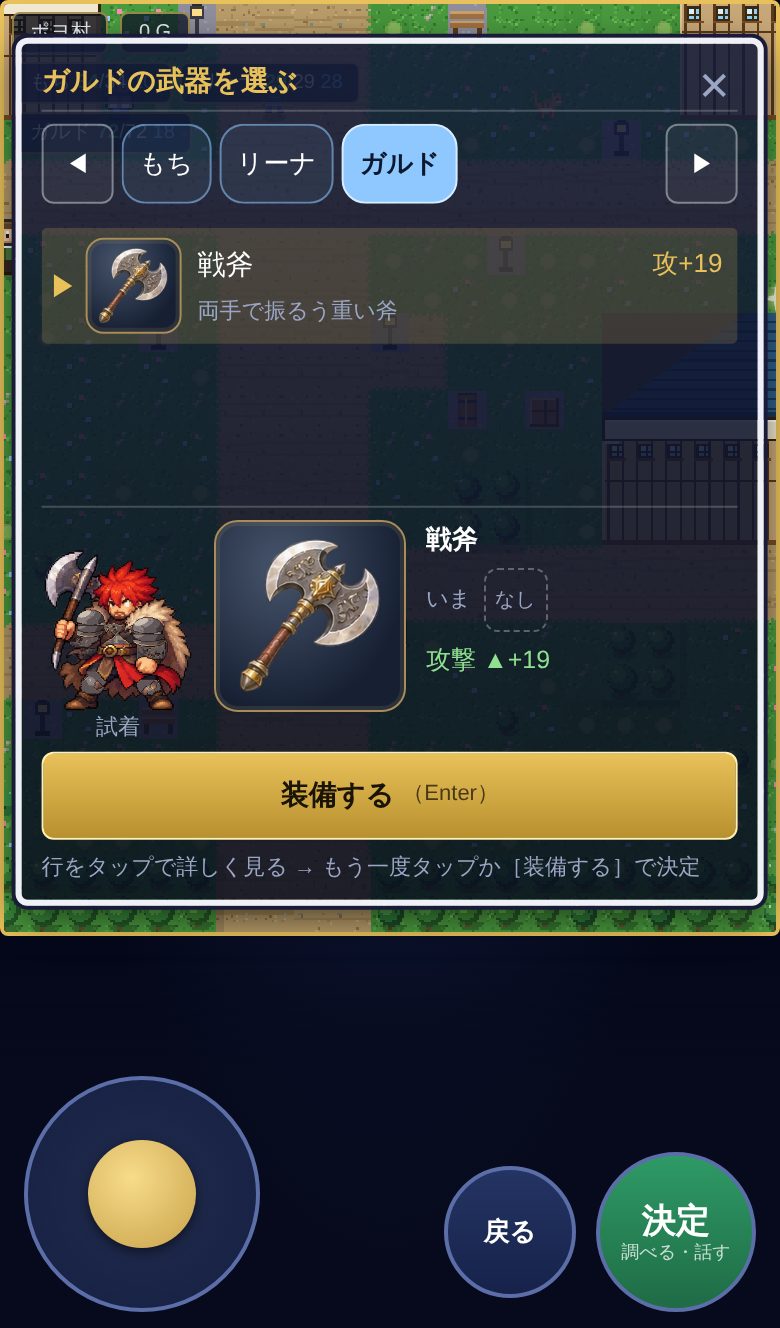 ポヨ村 0 G
ガルドの武器を選ぶ ✕
◀ もち リーナ ガルド ▶
▶ 戦斧 攻+19
両手で振るう重い斧
戦斧
いま なし
攻撃 ▲+19
試着
装備する （Enter）
行をタップで詳しく見る → もう一度タップか［装備する］で決定
戻る
決定
調べる・話す